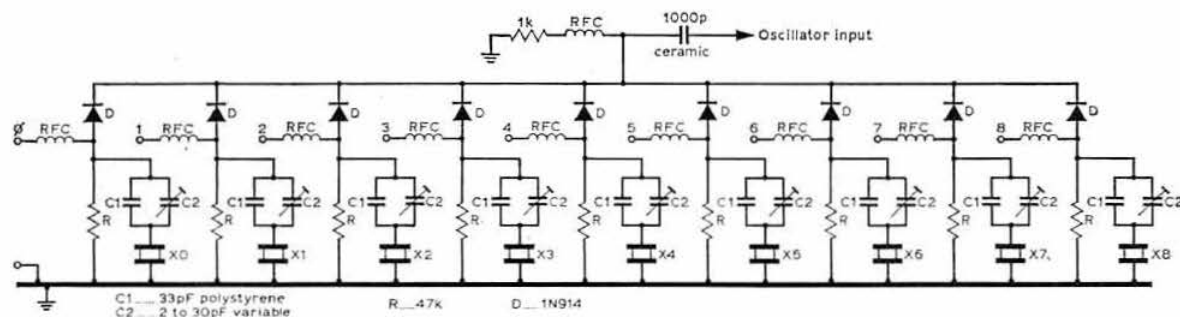 1k RFC 1000p
ceramic
Oscillator input
D D D D D D D D D
Ø RFC 1 RFC 2 RFC 3 RFC 4 RFC 5 RFC 6 RFC 7 RFC 8 RFC
C1 C2 C1 C2 C1 C2 C1 C2 C1 C2 C1 C2 C1 C2 C1 C2 C1 C2
R R R R R R R R R
X0 X1 X2 X3 X4 X5 X6 X7. X8
C1___33pF polystyrene
C2___2 to 30pF variable
R__47k
D__1N914